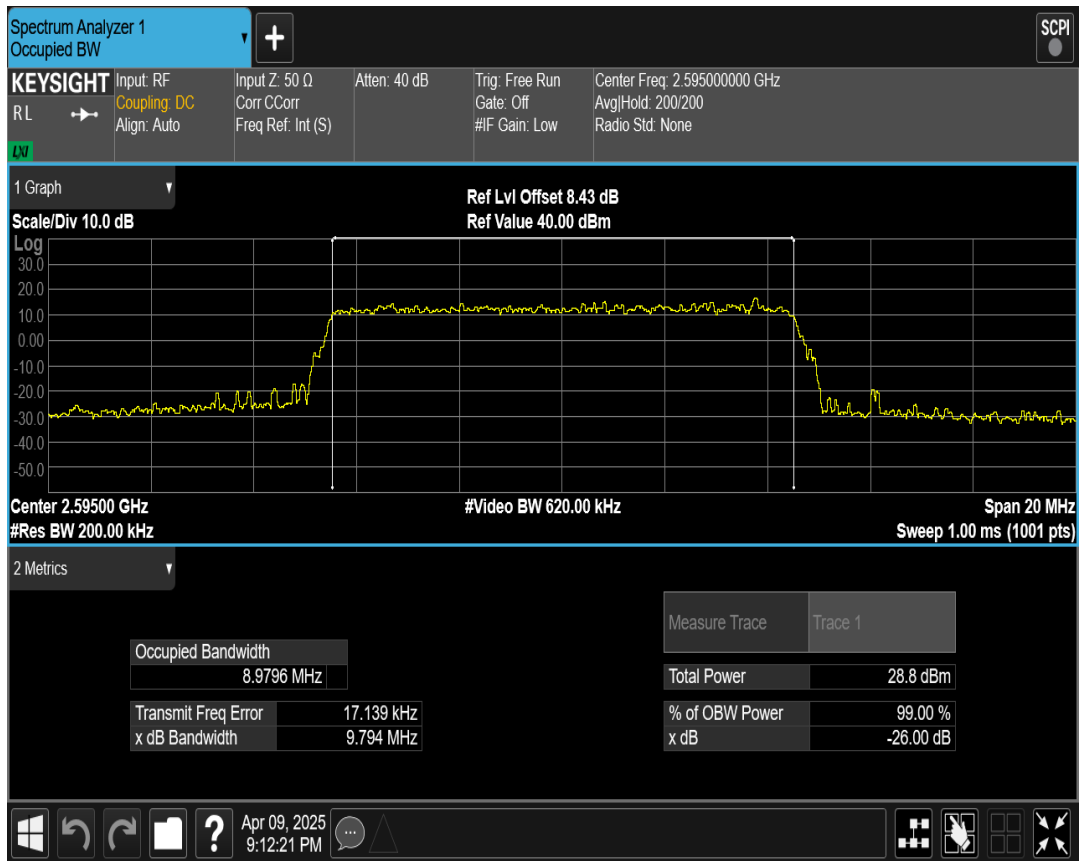 Spectrum Analyzer 1
Occupied BW
+
SCPI
KEYSIGHT
RL
LXI
Input: RF
Coupling: DC
Align: Auto
Input Z: 50 Ω
Corr CCorr
Freq Ref: Int (S)
Atten: 40 dB
Trig: Free Run
Gate: Off
#IF Gain: Low
Center Freq: 2.595000000 GHz
Avg|Hold: 200/200
Radio Std: None
1 Graph
Scale/Div 10.0 dB
Ref Lvl Offset 8.43 dB
Ref Value 40.00 dBm
Log
30.0
20.0
10.0
0.00
-10.0
-20.0
-30.0
-40.0
-50.0
Center 2.59500 GHz
#Video BW 620.00 kHz
Span 20 MHz
#Res BW 200.00 kHz
Sweep 1.00 ms (1001 pts)
2 Metrics
Measure Trace Trace 1
Occupied Bandwidth
8.9796 MHz
Total Power 28.8 dBm
Transmit Freq Error 17.139 kHz
% of OBW Power 99.00 %
x dB Bandwidth 9.794 MHz
x dB -26.00 dB
?
Apr 09, 2025
9:12:21 PM